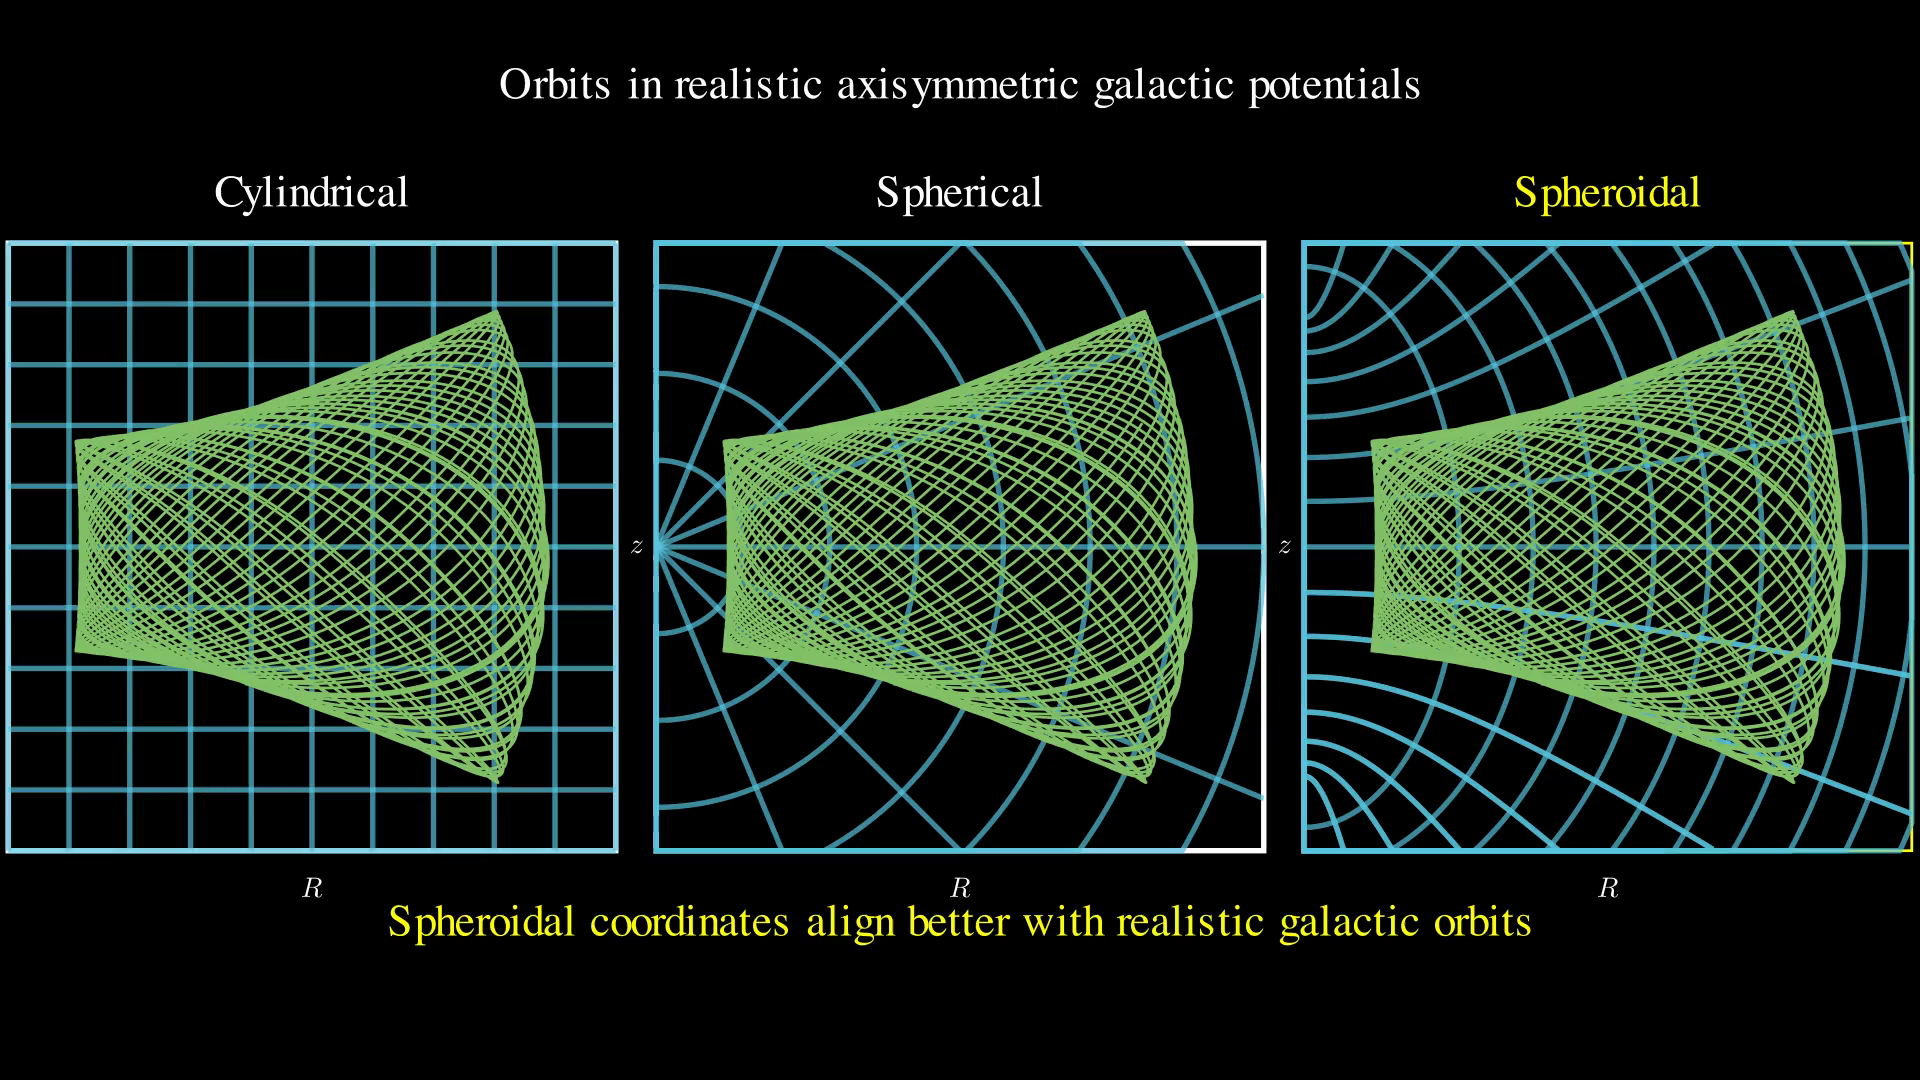 Orbits in realistic axisymmetric galactic potentials
Cylindrical
Spherical
Spheroidal
z
z
R
R
R
Spheroidal coordinates align better with realistic galactic orbits